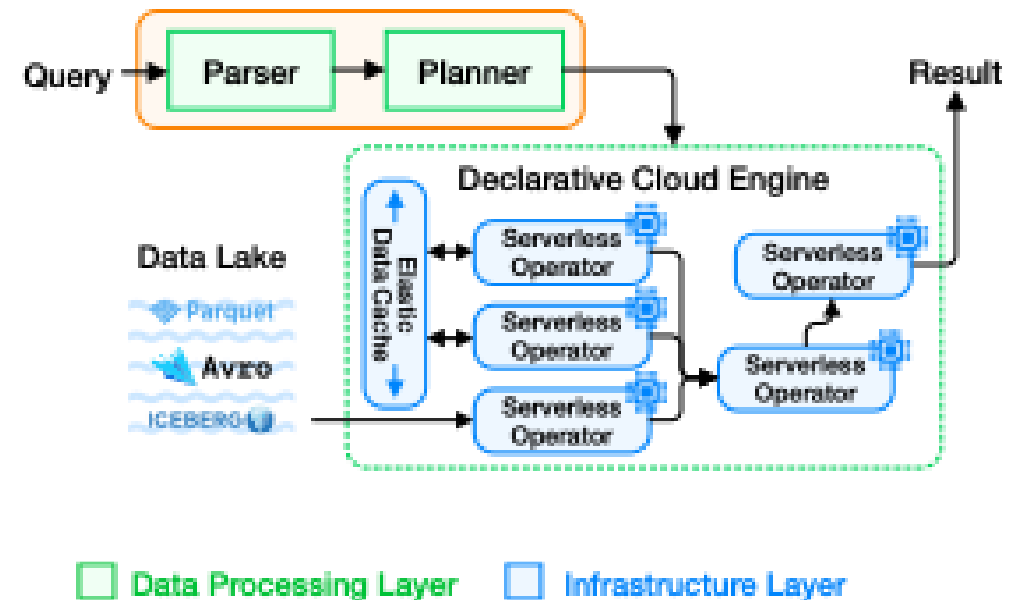 Query
Parser
Planner
Result
Declarative Cloud Engine
Elastic
Data Cache
Serverless
Operator
Serverless
Operator
Serverless
Operator
Serverless
Operator
Serverless
Operator
Data Lake
Parquet
Avro
ICEBERG
Data Processing Layer
Infrastructure Layer